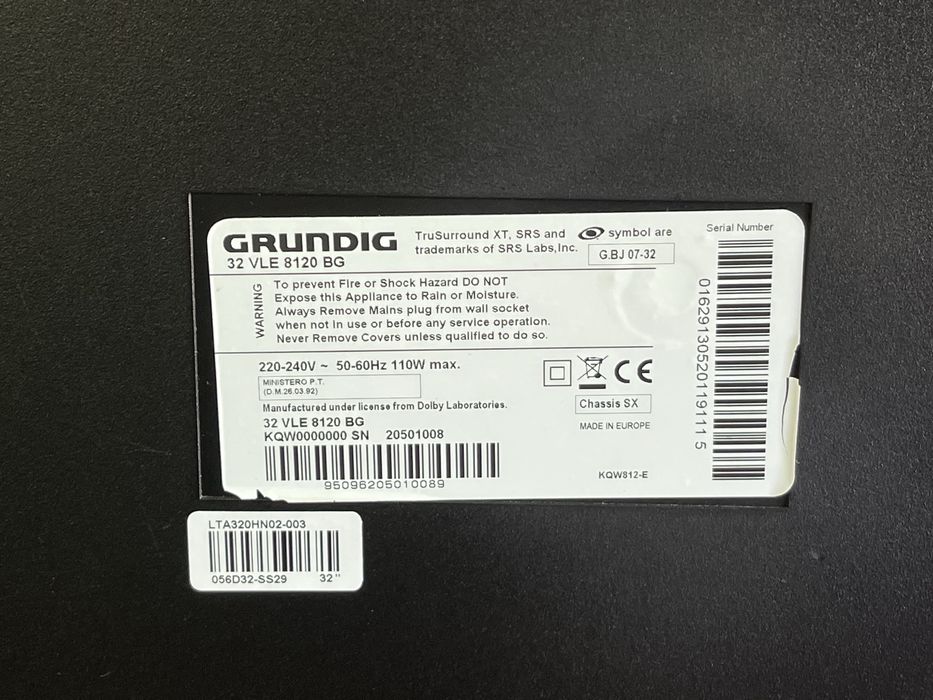 GRUNDIG
32 VLE 8120 BG
TruSurround XT, SRS and symbol are
trademarks of SRS Labs,Inc.
G.BJ 07-32
Serial Number
WARNING
To prevent Fire or Shock Hazard DO NOT
Expose this Appliance to Rain or Moisture.
Always Remove Mains plug from wall socket
when not in use or before any service operation.
Never Remove Covers unless qualified to do so.
0162913052011911 1 5
220-240V ~ 50-60Hz 110W max.
MINISTERO P.T.
(D.M.26.03.92)
CE
Manufactured under license from Dolby Laboratories.
Chassis SX
32 VLE 8120 BG
KQW0000000 SN 20501008
MADE IN EUROPE
95096205010089
KQW812-E
LTA320HN02-003
056D32-SS29 32"